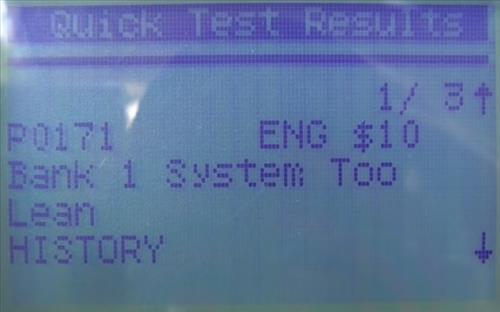 Quick Test Results
1/ 3↑
P0171 ENG $10
Bank 1 System Too
Lean
HISTORY ↓